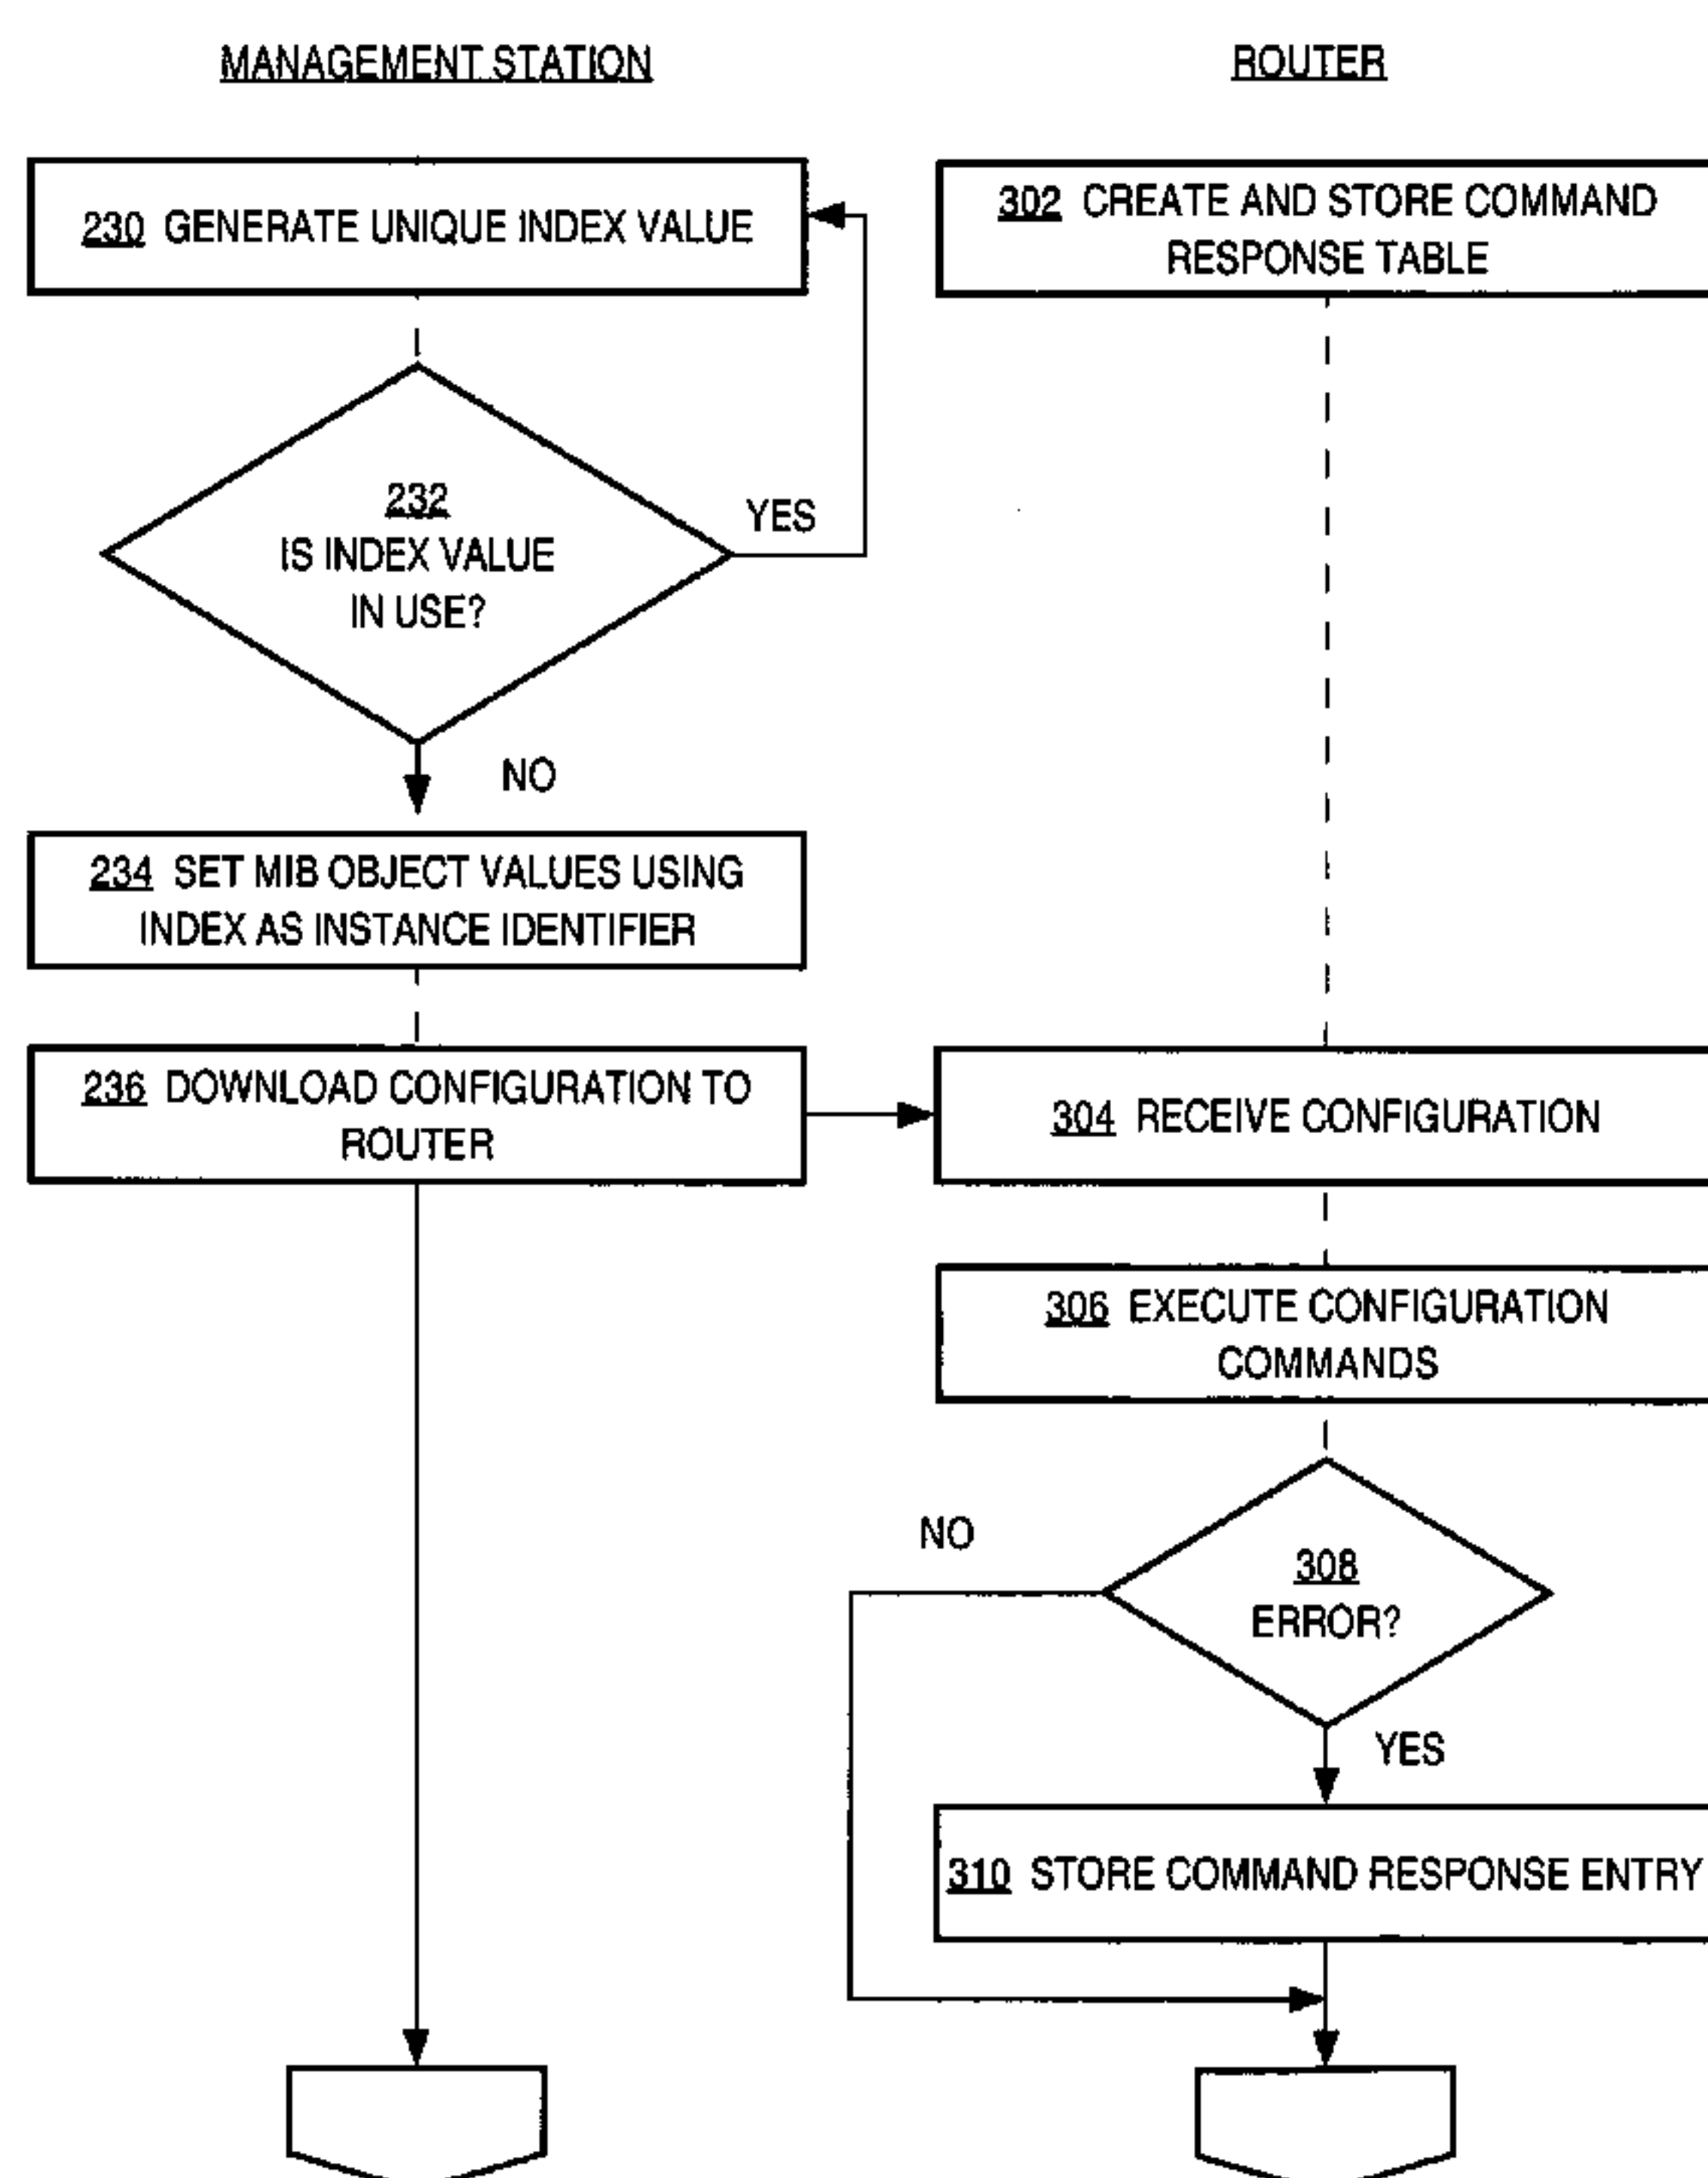 MANAGEMENT STATION
ROUTER
230 GENERATE UNIQUE INDEX VALUE
302 CREATE AND STORE COMMAND
RESPONSE TABLE
232
IS INDEX VALUE
IN USE?
YES
NO
234 SET MIB OBJECT VALUES USING
INDEX AS INSTANCE IDENTIFIER
236 DOWNLOAD CONFIGURATION TO
ROUTER
304 RECEIVE CONFIGURATION
306 EXECUTE CONFIGURATION
COMMANDS
NO
308
ERROR?
YES
310 STORE COMMAND RESPONSE ENTRY